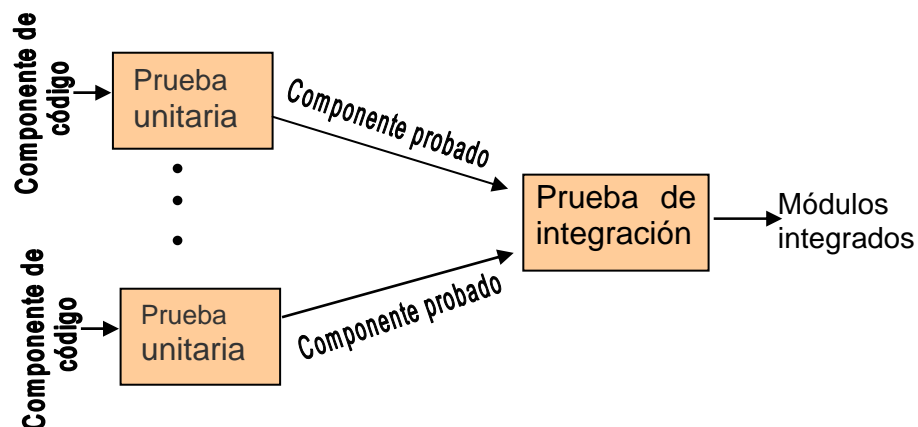 Componente de
código
Prueba
unitaria
Componente probado
Componente de
código
Prueba
unitaria
Componente probado
Prueba de
integración
Módulos
integrados